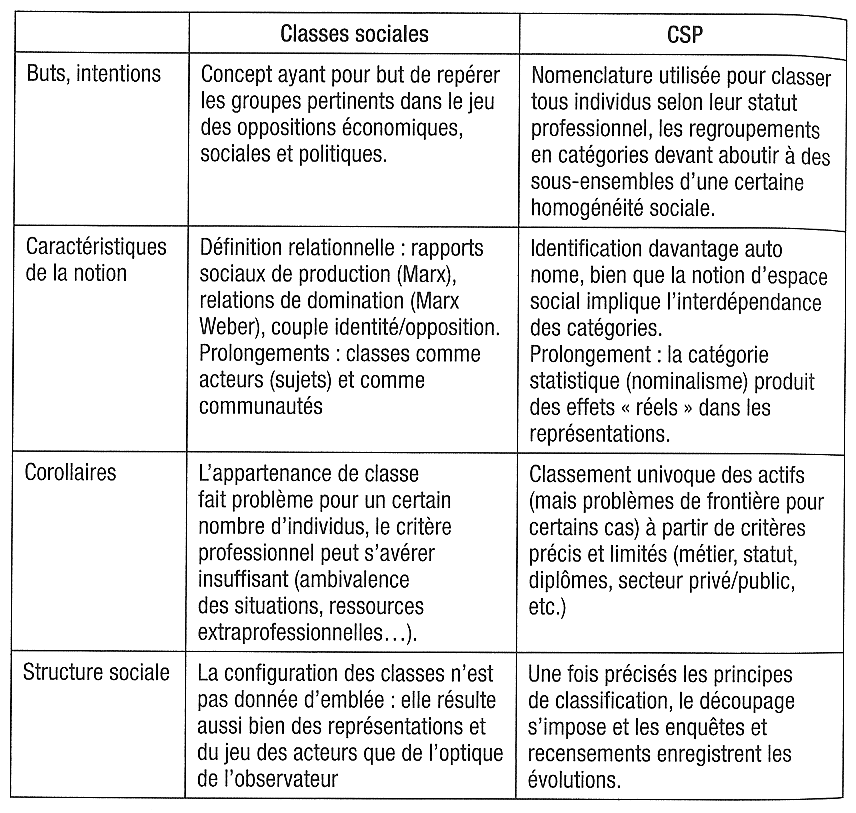 Classes sociales
CSP
Buts, intentions
Concept ayant pour but de repérer
les groupes pertinents dans le jeu
des oppositions économiques,
sociales et politiques.
Nomenclature utilisée pour classer
tous individus selon leur statut
professionnel, les regroupements
en catégories devant aboutir à des
sous-ensembles d'une certaine
homogénéité sociale.
Caractéristiques
de la notion
Définition relationnelle : rapports
sociaux de production (Marx),
relations de domination (Marx
Weber), couple identité/opposition.
Prolongements : classes comme
acteurs (sujets) et comme
communautés
Identification davantage auto
nome, bien que la notion d'espace
social implique l'interdépendance
des catégories.
Prolongement : la catégorie
statistique (nominalisme) produit
des effets « réels » dans les
représentations.
Corollaires
L'appartenance de classe
fait problème pour un certain
nombre d'individus, le critère
professionnel peut s'avérer
insuffisant (ambivalence
des situations, ressources
extraprofessionnelles…).
Classement univoque des actifs
(mais problèmes de frontière pour
certains cas) à partir de critères
précis et limités (métier, statut,
diplômes, secteur privé/public,
etc.)
Structure sociale
La configuration des classes n'est
pas donnée d'emblée : elle résulte
aussi bien des représentations et
du jeu des acteurs que de l'optique
de l'observateur
Une fois précisés les principes
de classification, le découpage
s'impose et les enquêtes et
recensements enregistrent les
évolutions.